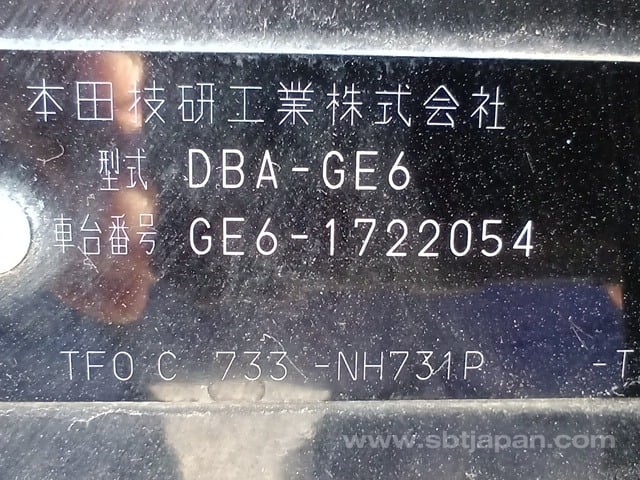 本田技研工業株式会社
型式 DBA-GE6
車台番号 GE6-1722054
TFO C 733 -NH731P -T
www.sbtjapan.com